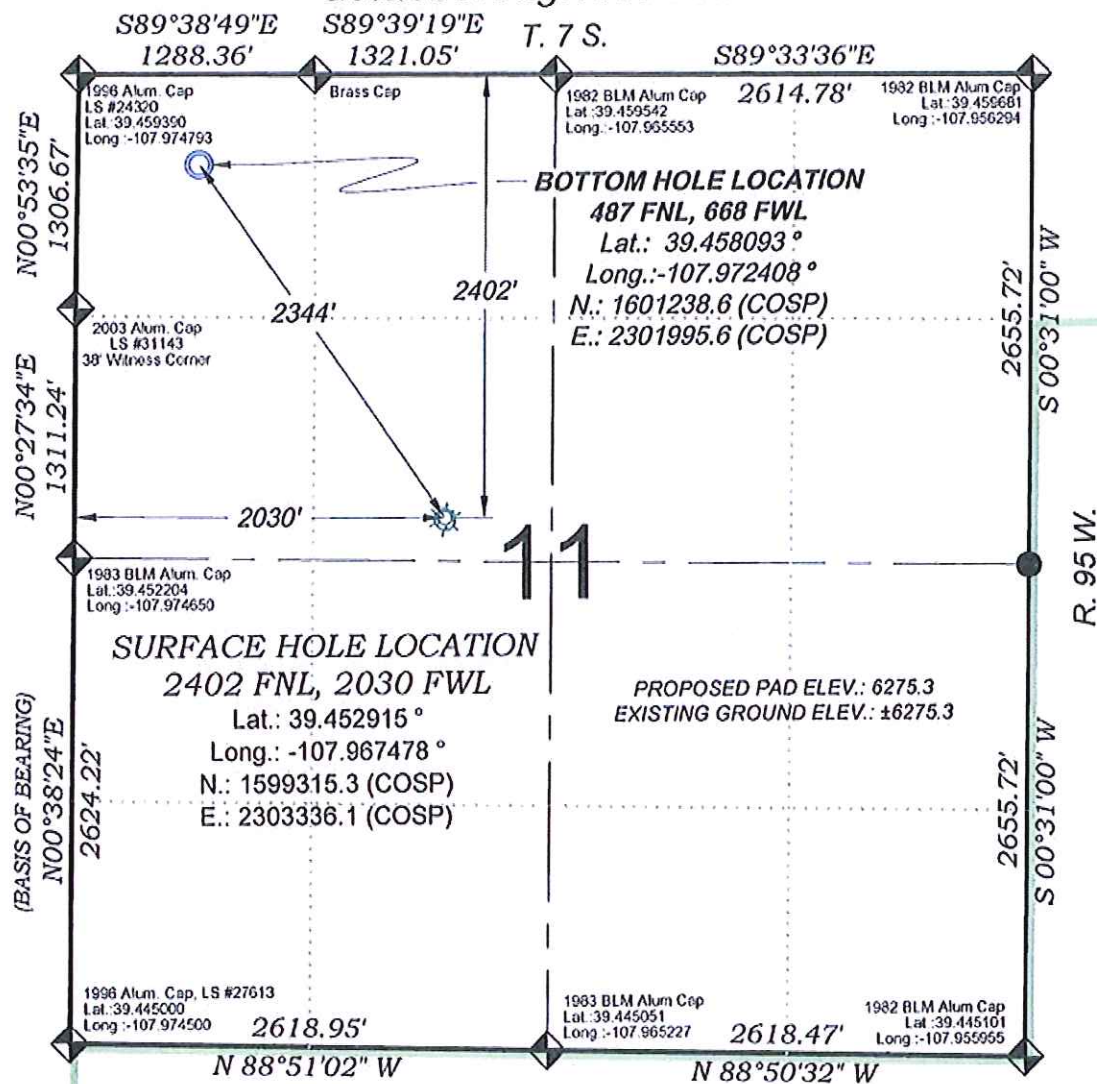 S89°38'49"E
1288.36'
S89°39'19"E
1321.05'
T. 7 S.
S89°33'36"E
2614.78'
1996 Alum. Cap
LS #24320
Lat.:39.459390
Long :-107.974793
Brass Cap
1982 BLM Alum Cap
Lat :39.459542
Long.:-107.965553
1982 BLM Alum Cap
Lat:39.459681
Long :-107.956294
N00°53'35"E
1306.67'
BOTTOM HOLE LOCATION
487 FNL, 668 FWL
Lat.: 39.458093 °
Long.:-107.972408 °
N.: 1601238.6 (COSP)
E.: 2301995.6 (COSP)
2402'
2344'
2655.72'
S 00°31'00" W
2003 Alum. Cap
LS #31143
38' Witness Corner
N00°27'34"E
1311.24'
2030'
11
R. 95 W.
1983 BLM Alum. Cap
Lat.:39.452204
Long :-107.974650
SURFACE HOLE LOCATION
2402 FNL, 2030 FWL
Lat.: 39.452915 °
Long.: -107.967478 °
N.: 1599315.3 (COSP)
E.: 2303336.1 (COSP)
PROPOSED PAD ELEV.: 6275.3
EXISTING GROUND ELEV.: ±6275.3
(BASIS OF BEARING)
N00°38'24"E
2624.22'
2655.72'
S 00°31'00" W
1996 Alum. Cap, LS #27613
Lat.:39.445000
Long :-107.974500
2618.95'
N 88°51'02" W
1983 BLM Alum Cap
Lat.:39.445051
Long :-107.965227
2618.47'
N 88°50'32" W
1982 BLM Alum Cap
Lat :39.445101
Long :-107.955955